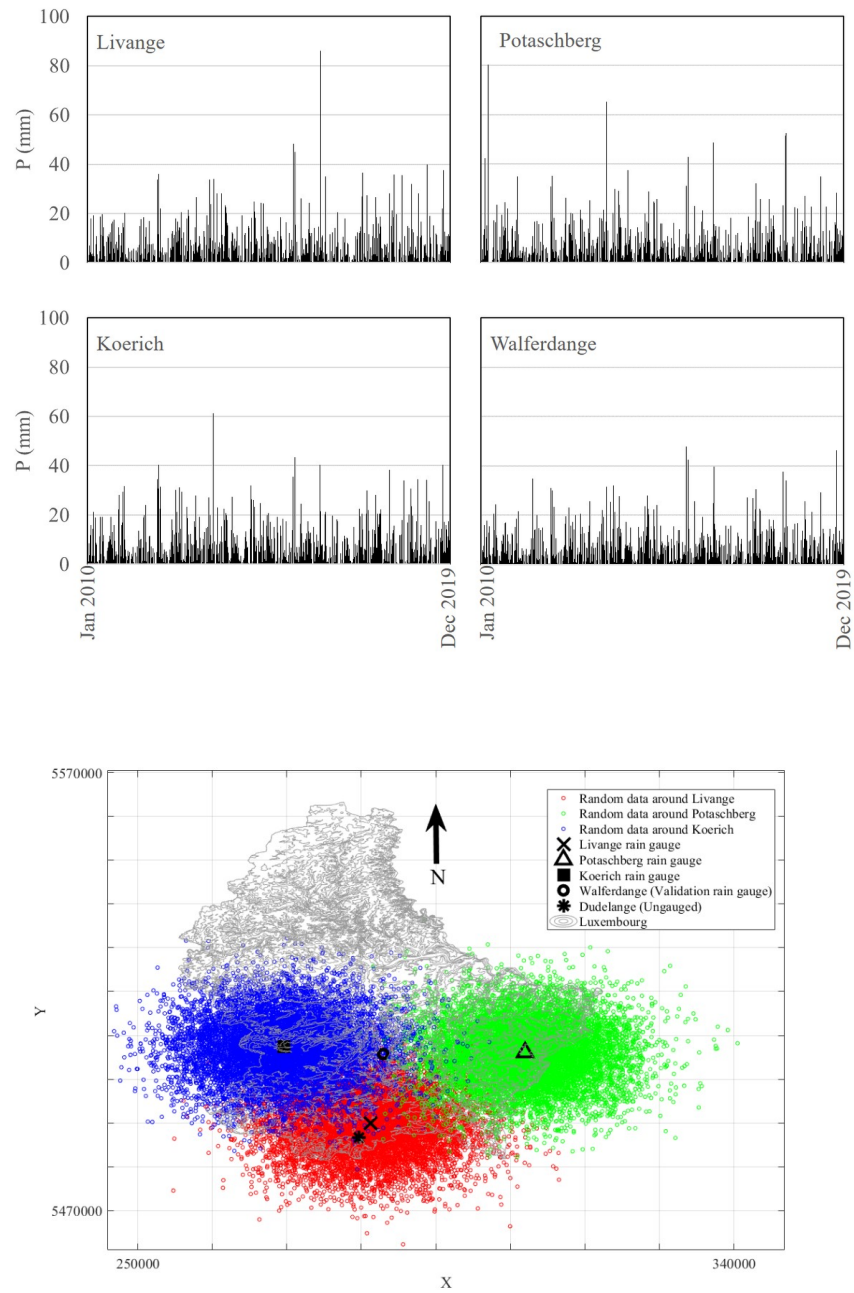 100
80
60
40
20
0
P (mm)
Livange
Potaschberg
100
80
60
40
20
0
P (mm)
Koerich
Walferdange
Jan 2010
Dec 2019
Jan 2010
Dec 2019
5570000
Y
5470000
250000
340000
X
N
Random data around Livange
Random data around Potaschberg
Random data around Koerich
Livange rain gauge
Potaschberg rain gauge
Koerich rain gauge
Walferdange (Validation rain gauge)
Dudelange (Ungauged)
Luxembourg